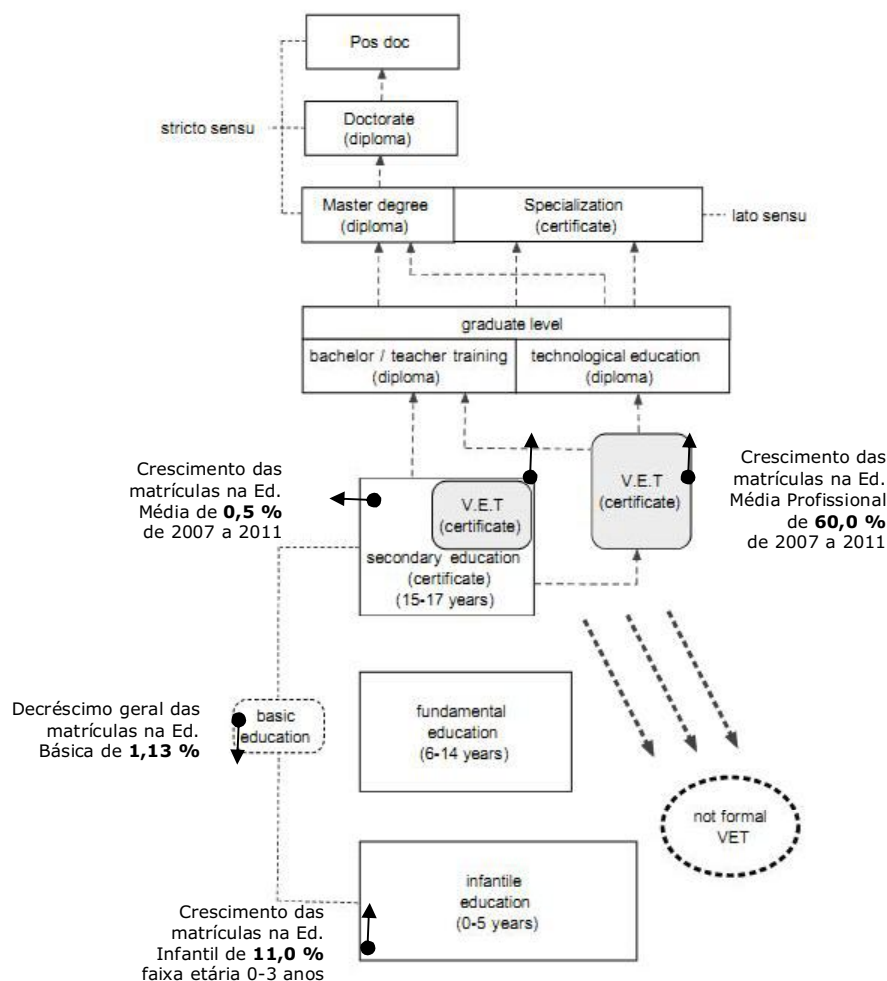 Pos doc
Doctorate
(diploma)
stricto sensu
Master degree
(diploma)
Specialization
(certificate)
lato sensu
graduate level
bachelor / teacher training
(diploma)
technological education
(diploma)
Crescimento das
matrículas na Ed.
Média de 0,5 %
de 2007 a 2011
V.E.T
(certificate)
secondary education
(certificate)
(15-17 years)
V.E.T
(certificate)
Crescimento das
matrículas na Ed.
Média Profissional
de 60,0 %
de 2007 a 2011
Decréscimo geral das
matrículas na Ed.
Básica de 1,13 %
basic
education
fundamental
education
(6-14 years)
not formal
VET
infantile
education
(0-5 years)
Crescimento das
matrículas na Ed.
Infantil de 11,0 %
faixa etária 0-3 anos